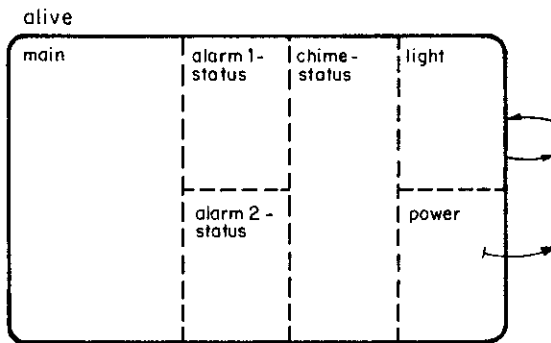 alive
main
alarm 1-
status
chime-
status
light
alarm 2-
status
power